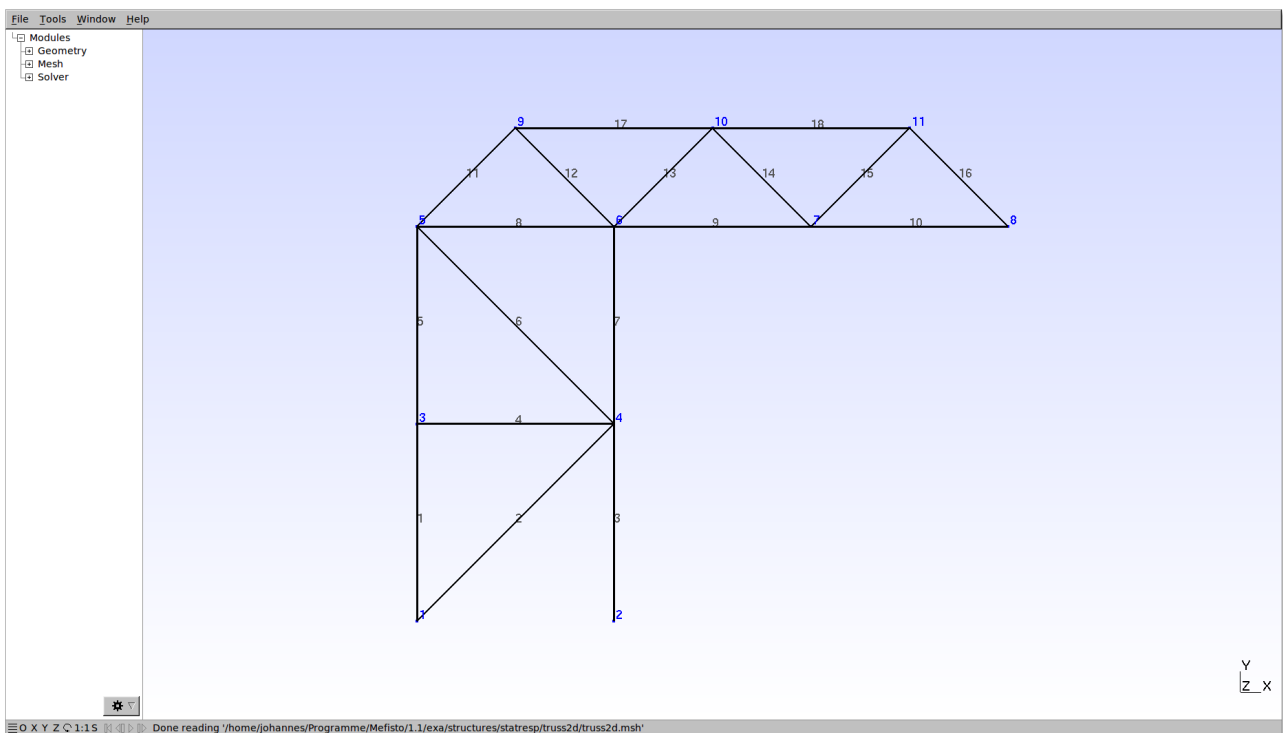 File Tools Window Help
Modules
Geometry
Mesh
Solver
9 17 10 18 11
11 12 13 14 15 16
5 8 6 9 7 10 8
5 6 7
3 4 4
1 2 3
1 2
Y
Z X
O X Y Z 1:1 S Done reading '/home/johannes/Programme/Mefisto/1.1/exa/structures/statresp/truss2d/truss2d.msh'